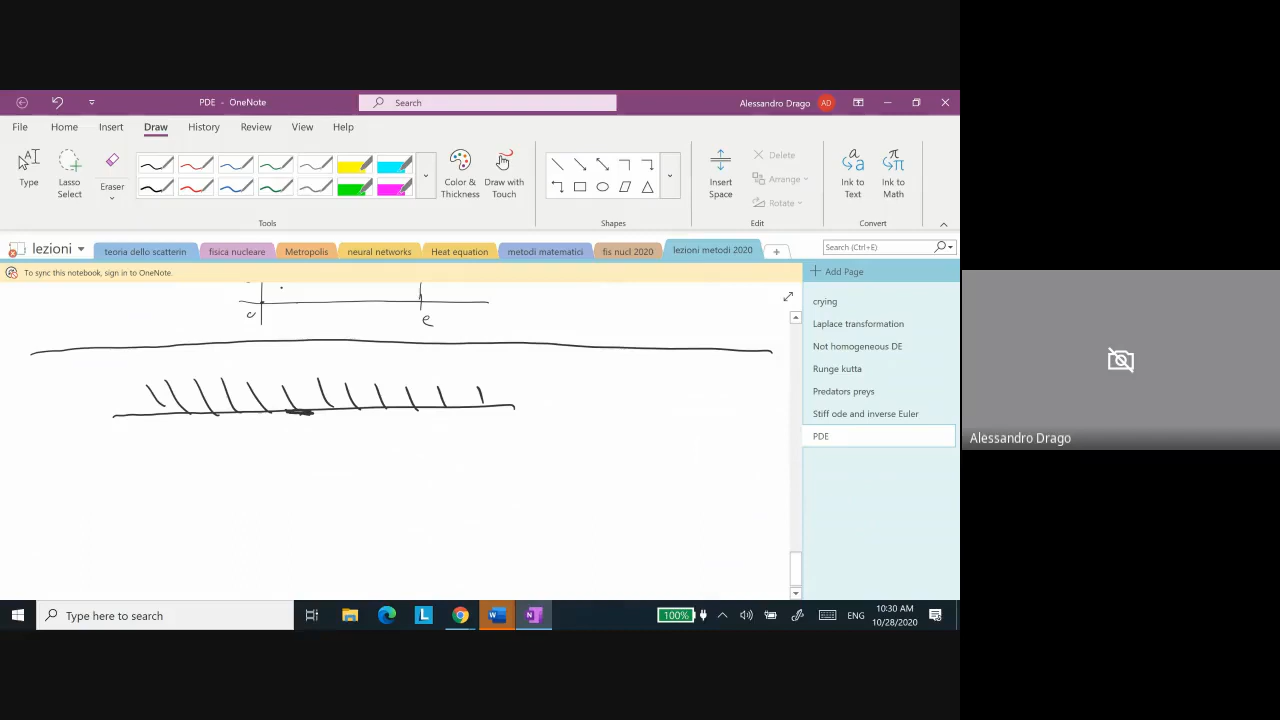 PDE - OneNote
Search
Alessandro Drago AD
File Home Insert Draw History Review View Help
Type
Lasso Select
Eraser
Color & Thickness
Draw with Touch
Insert Space
Delete
Arrange
Rotate
Ink to Text
Ink to Math
Tools Shapes Edit Convert
lezioni teoria dello scatterin fisica nucleare Metropolis neural networks Heat equation metodi matematici fis nucl 2020 lezioni metodi 2020 Search (Ctrl+E)
To sync this notebook, sign in to OneNote.
Add Page
crying
Laplace transformation
Not homogeneous DE
Runge kutta
Predators preys
Stiff ode and inverse Euler
PDE
Alessandro Drago
Type here to search
100%
ENG
10:30 AM
10/28/2020